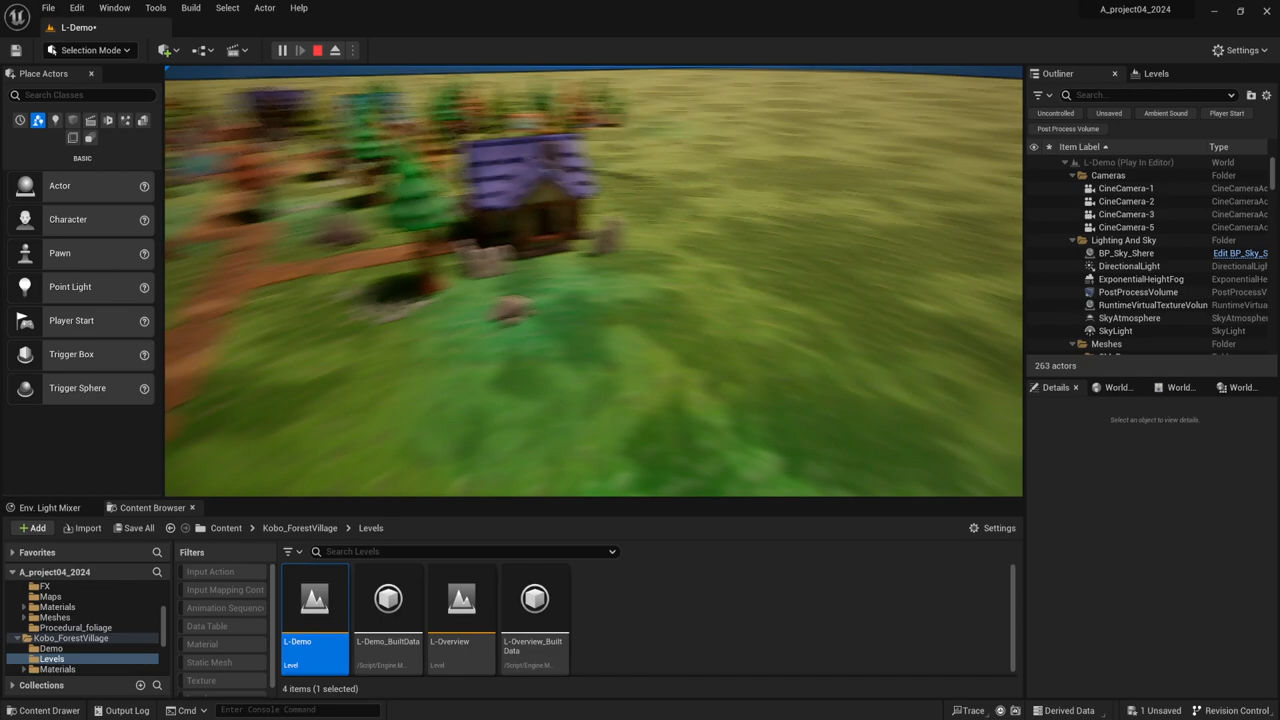 File Edit Window Tools Build Select Actor Help
A_project04_2024
L-Demo•
Selection Mode
Settings
Place Actors
Search Classes
BASIC
Actor
Character
Pawn
Point Light
Player Start
Trigger Box
Trigger Sphere
Outliner
Levels
Search...
Uncontrolled
Unsaved
Ambient Sound
Player Start
Post Process Volume
Item Label
Type
L-Demo (Play In Editor) World
Cameras Folder
CineCamera-1 CineCameraAc
CineCamera-2 CineCameraAc
CineCamera-3 CineCameraAc
CineCamera-5 CineCameraAc
Lighting And Sky Folder
BP_Sky_Shere Edit BP_Sky_S
DirectionalLight DirectionalLigh
ExponentialHeightFog ExponentialHe
PostProcessVolume PostProcessV
RuntimeVirtualTextureVolun RuntimeVirtua
SkyAtmosphere SkyAtmospher
SkyLight SkyLight
Meshes Folder
263 actors
Details
World...
World...
World...
Select an object to view details.
Env. Light Mixer
Content Browser
Add
Import
Save All
Content
Kobo_ForestVillage
Levels
Settings
Favorites
A_project04_2024
FX
Maps
Materials
Meshes
Procedural_foliage
Kobo_ForestVillage
Demo
Levels
Materials
Collections
Filters
Input Action
Input Mapping Cont
Animation Sequenc
Data Table
Material
Static Mesh
Texture
Search Levels
L-Demo
Level
L-Demo_BuiltData
/Script/Engine.M...
L-Overview
Level
L-Overview_Built
Data
/Script/Engine.M...
4 items (1 selected)
Content Drawer
Output Log
Cmd
Enter Console Command
Trace
Derived Data
1 Unsaved
Revision Control